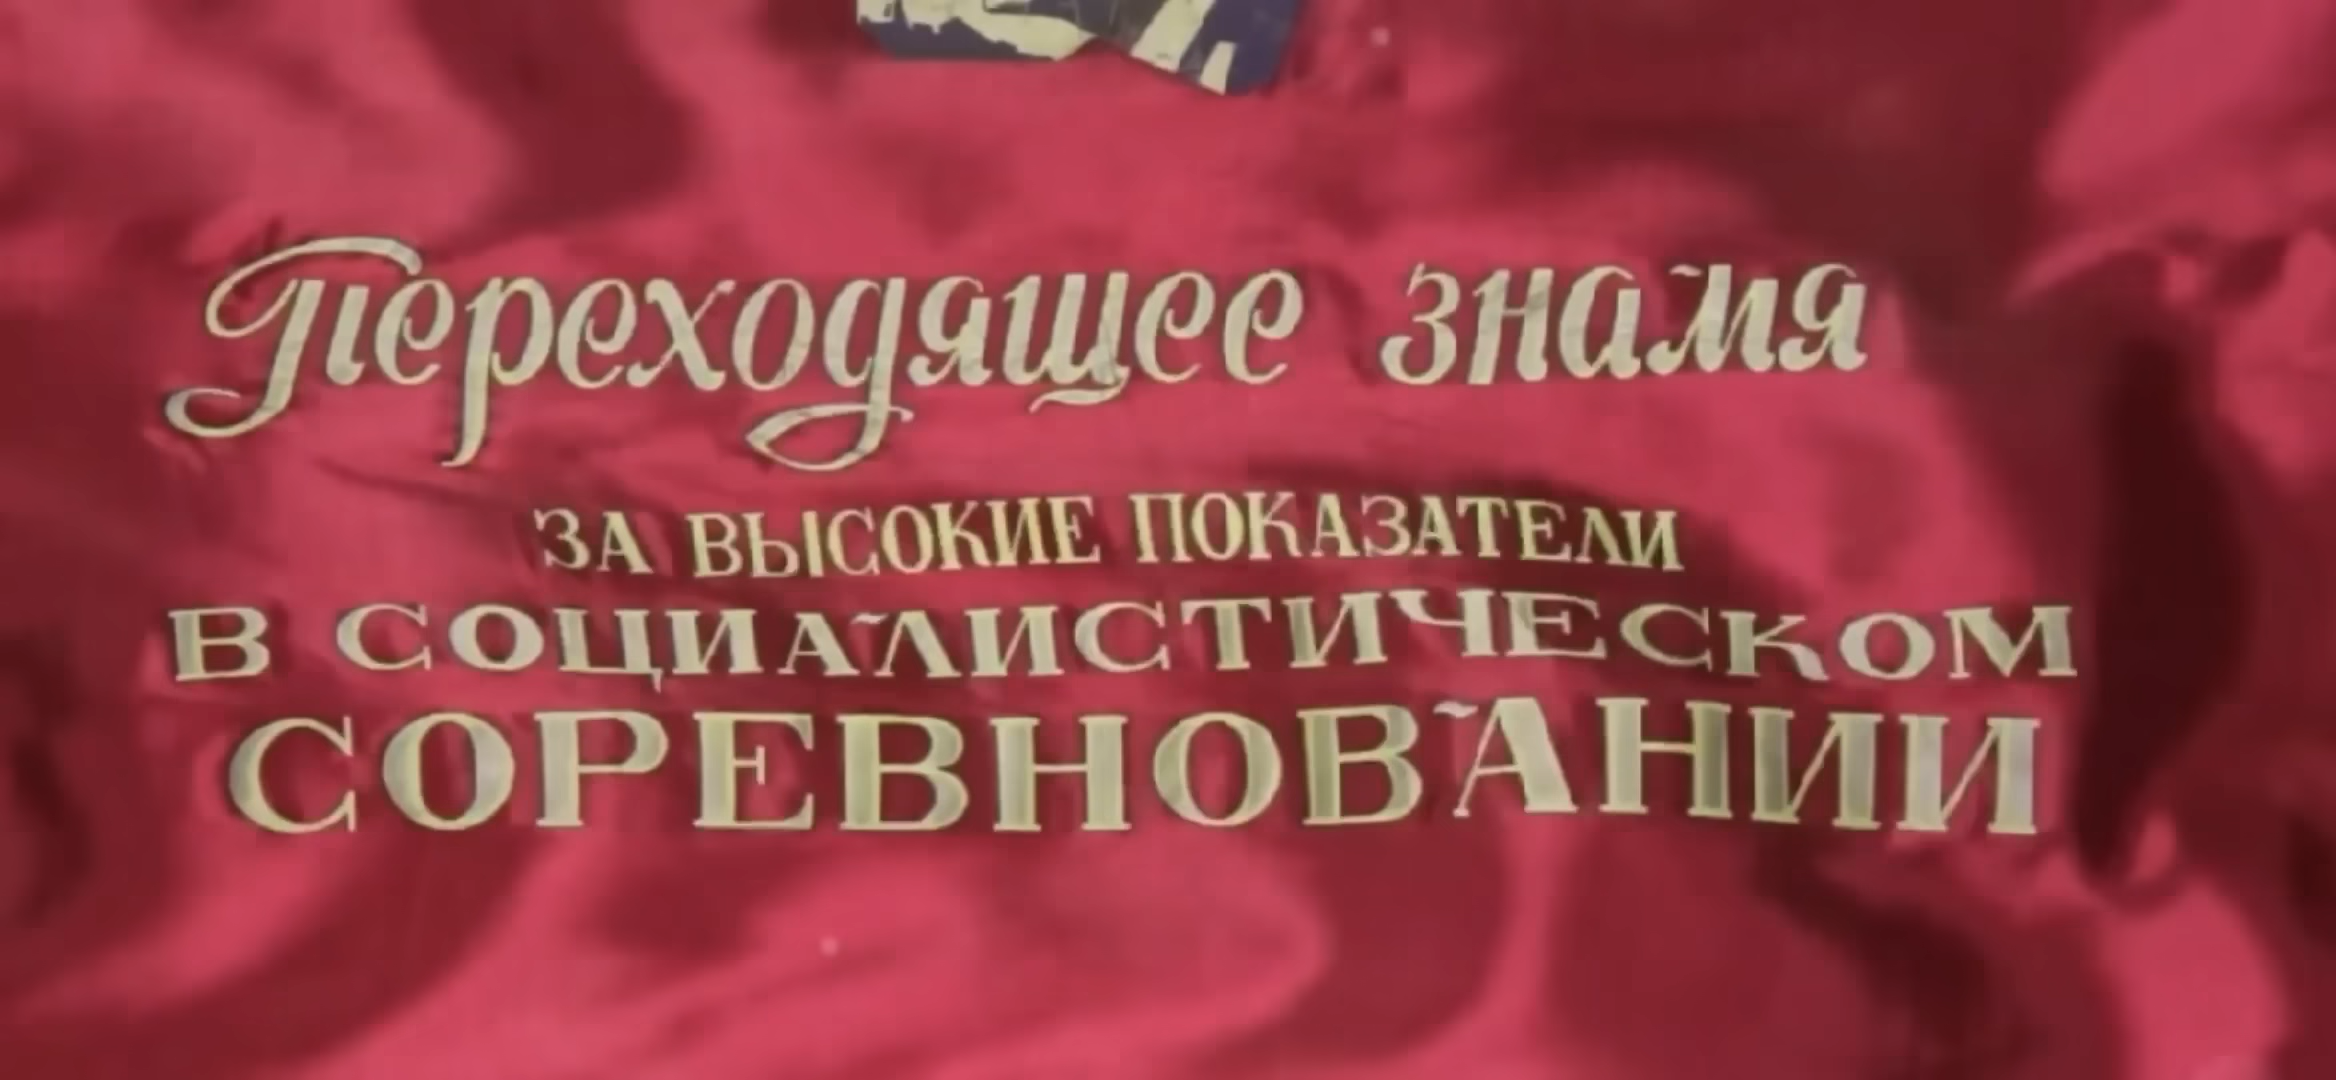 Переходящее знамя
ЗА ВЫСОКИЕ ПОКАЗАТЕЛИ
В СОЦИАЛИСТИЧЕСКОМ
СОРЕВНОВАНИИ